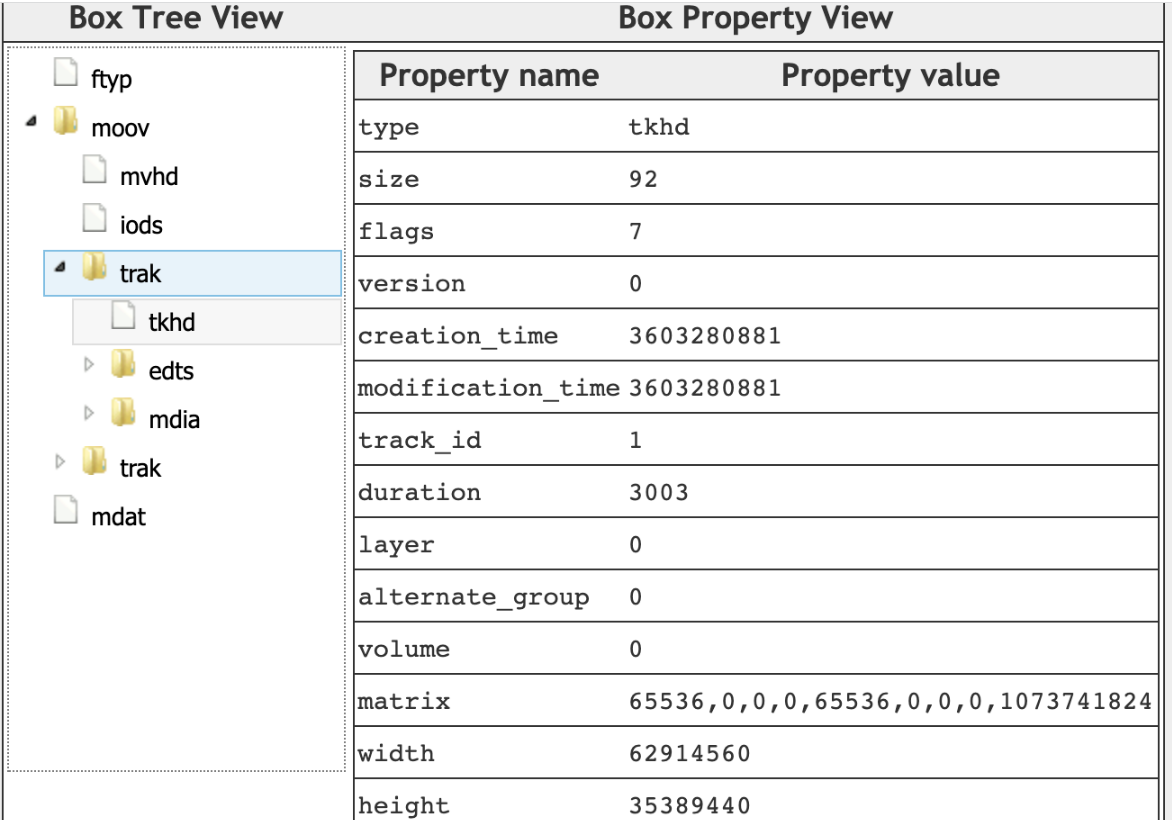 Box Tree View
ftyp
moov
mvhd
iods
trak
tkhd
edts
mdia
trak
mdat
Box Property View
Property name Property value
type tkhd
size 92
flags 7
version 0
creation_time 3603280881
modification_time 3603280881
track_id 1
duration 3003
layer 0
alternate_group 0
volume 0
matrix 65536,0,0,0,65536,0,0,0,1073741824
width 62914560
height 35389440